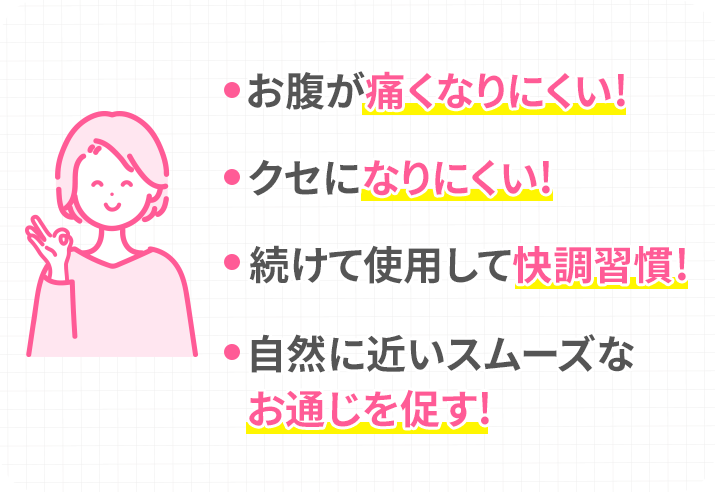 •お腹が痛くなりにくい!
•クセになりにくい!
•続けて使用して快調習慣!
•自然に近いスムーズな
お通じを促す!